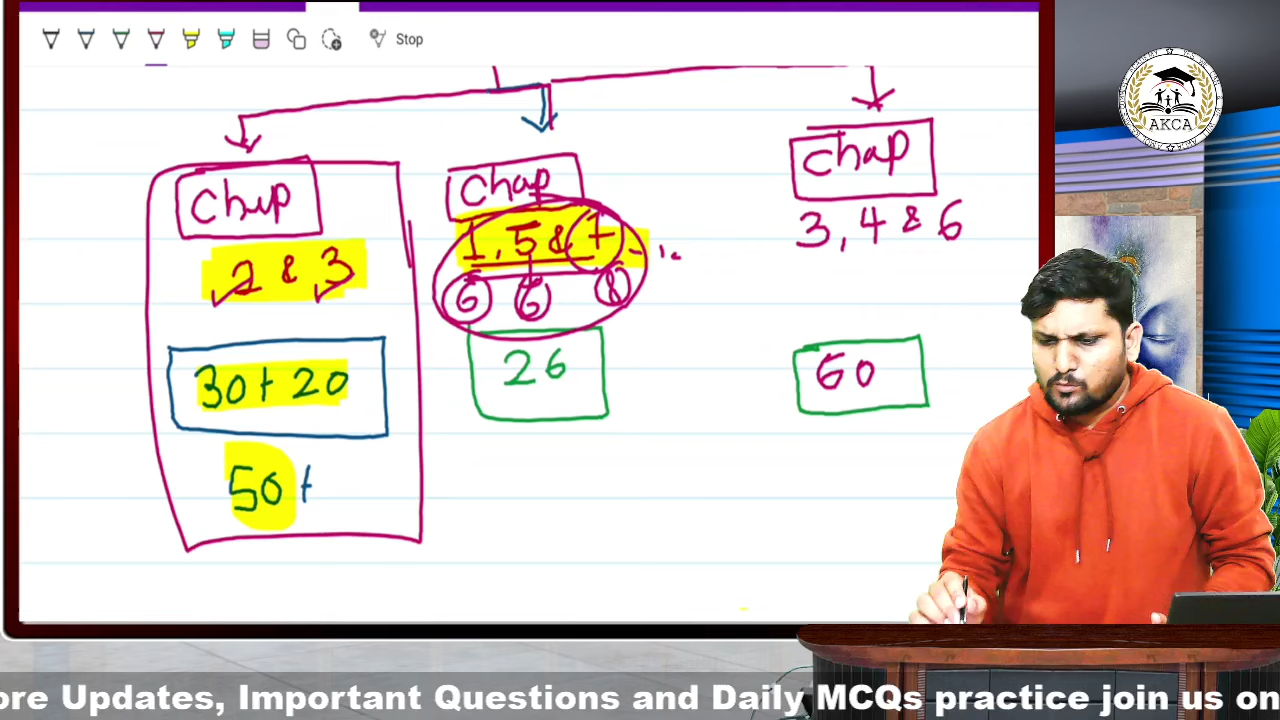 Stop
Chap
2 & 3
30 + 20
50 +
Chap
1, 5 & 7
6 6 8
26
Chap
3, 4 & 6
60
AKCA
ore Updates, Important Questions and Daily MCQs practice join us on